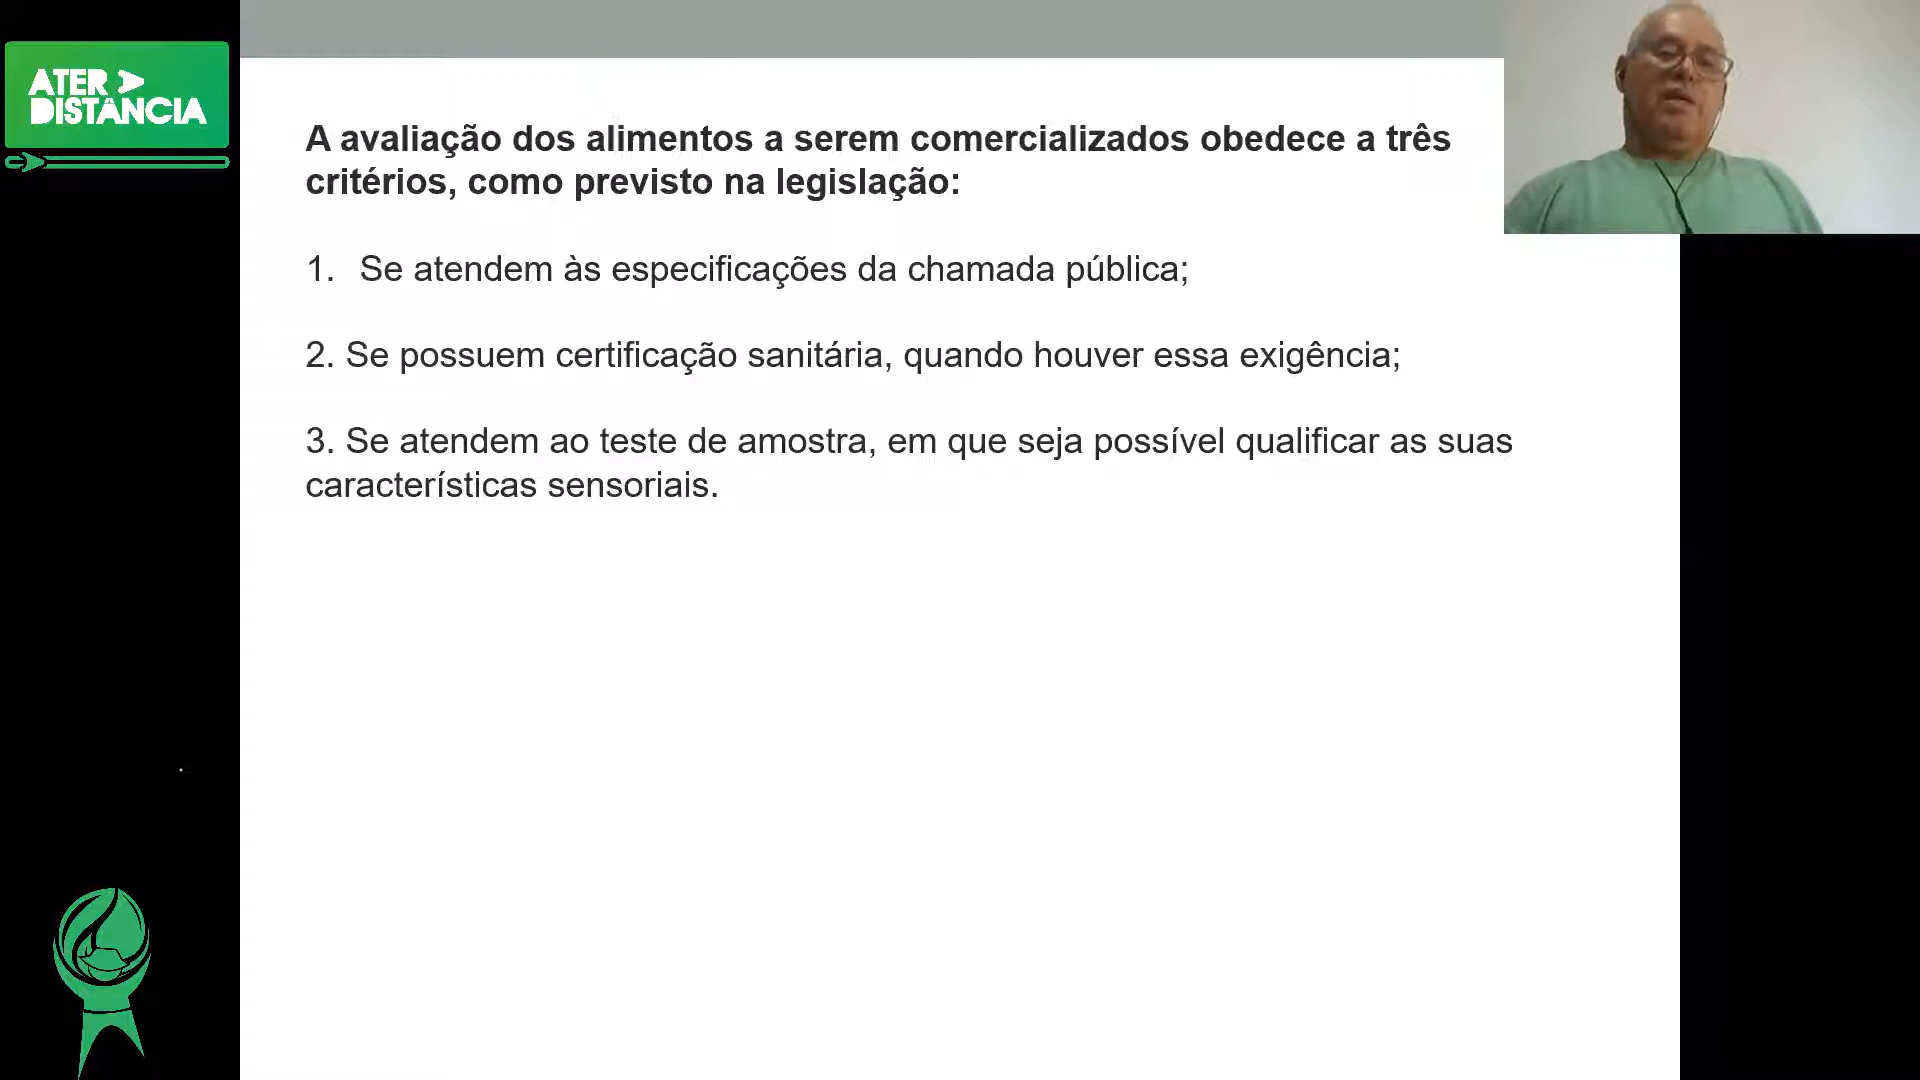 ATER
DISTÂNCIA
A avaliação dos alimentos a serem comercializados obedece a três
critérios, como previsto na legislação:
1. Se atendem às especificações da chamada pública;
2. Se possuem certificação sanitária, quando houver essa exigência;
3. Se atendem ao teste de amostra, em que seja possível qualificar as suas
características sensoriais.